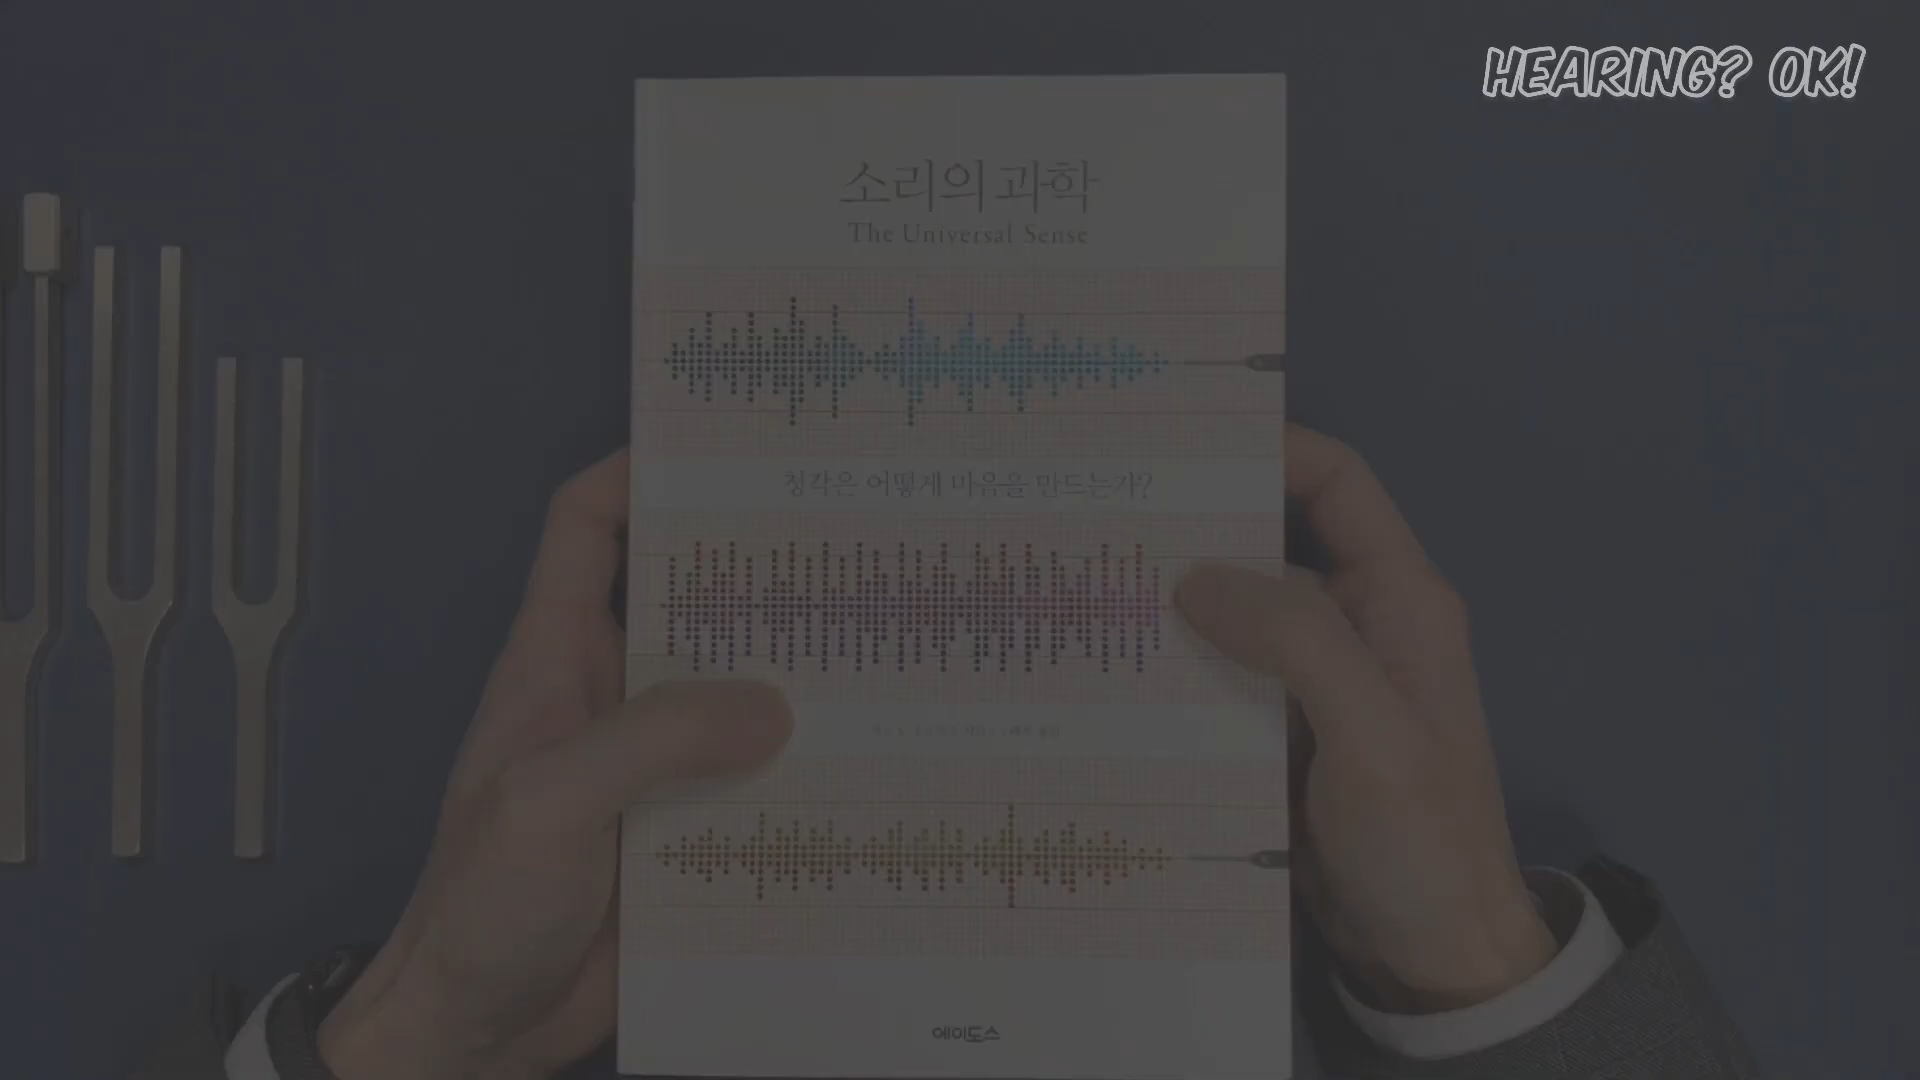 HEARING? OK!
소리의 과학
The Universal Sense
청각은 어떻게 마음을 만드는가?
에이도스